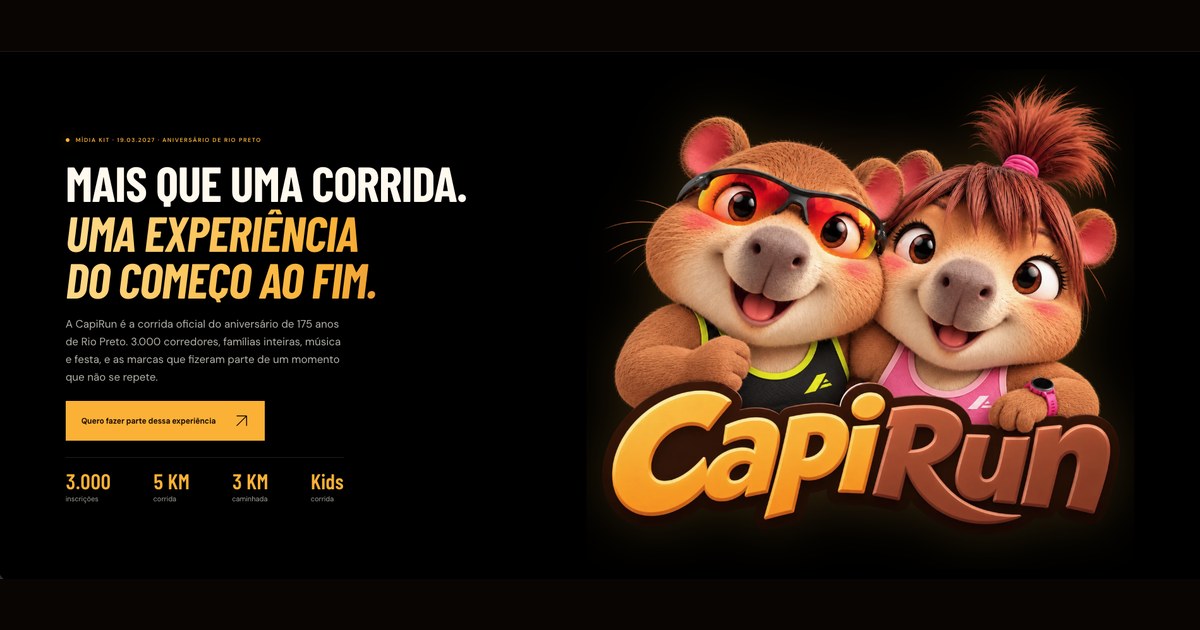 MÍDIA KIT · 19.03.2027 · ANIVERSÁRIO DE RIO PRETO
MAIS QUE UMA CORRIDA.
UMA EXPERIÊNCIA
DO COMEÇO AO FIM.
A CapiRun é a corrida oficial do aniversário de 175 anos
de Rio Preto. 3.000 corredores, famílias inteiras, música
e festa, e as marcas que fizeram parte de um momento
que não se repete.
Quero fazer parte dessa experiência
3.000
inscrições
5 KM
corrida
3 KM
caminhada
Kids
corrida
CapiRun